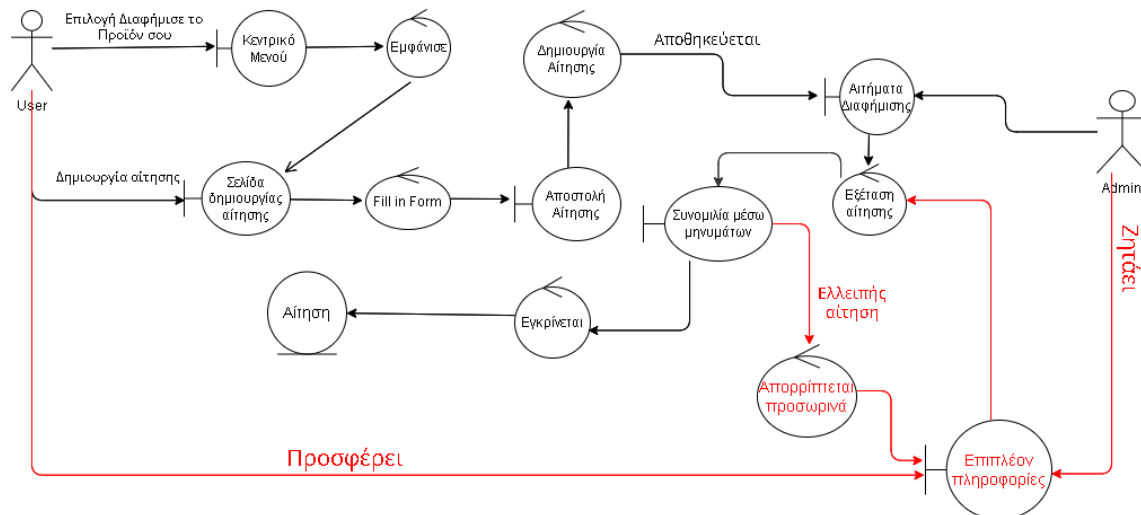 Επιλογή Διαφήμισε το
Προϊόν σου
Κεντρικό
Μενού
Εμφάνισε
Δημιουργία
Αίτησης
Αποθηκεύεται
Αιτήματα
Διαφήμισης
User
Admin
Δημιουργία αίτησης
Σελίδα
δημιουργίας
αίτησης
Fill in Form
Αποστολή
Αίτησης
Συνομιλία μέσω
μηνυμάτων
Εξέταση
αίτησης
Ζητάει
Αίτηση
Εγκρίνεται
Ελλειπής
αίτηση
Απορρίπτεται
προσωρινά
Προσφέρει
Επιπλέον
πληροφορίες